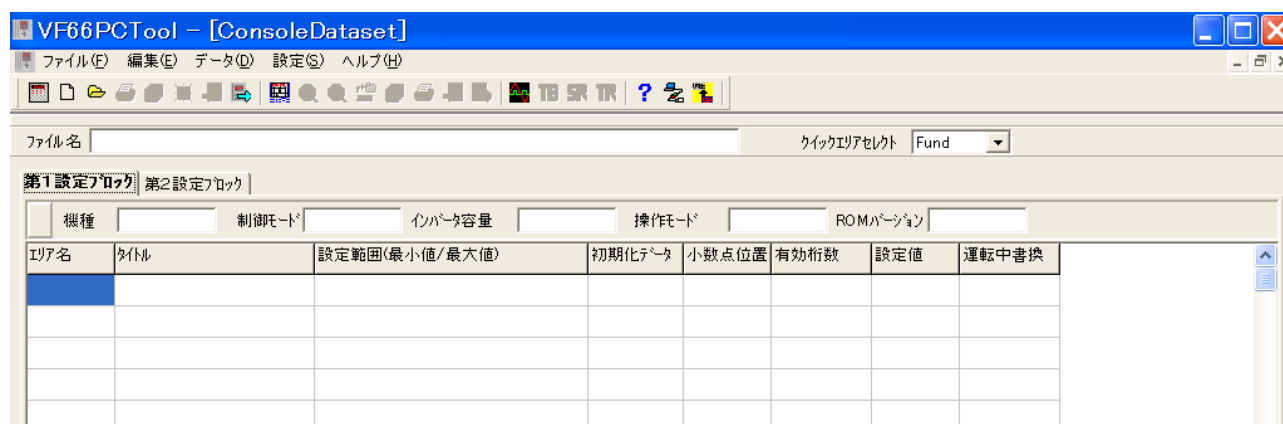 VF66PCTool - [ConsoleDataset]
ファイル(F) 編集(E) データ(D) 設定(S) ヘルプ(H)
TB SR TR ?
ファイル名 クイックエリアセレクト Fund
第1設定ブロック 第2設定ブロック
機種 制御モード インバータ容量 操作モード ROMバージョン
エリア名 タイトル 設定範囲(最小値/最大値) 初期化データ 小数点位置 有効桁数 設定値 運転中書換